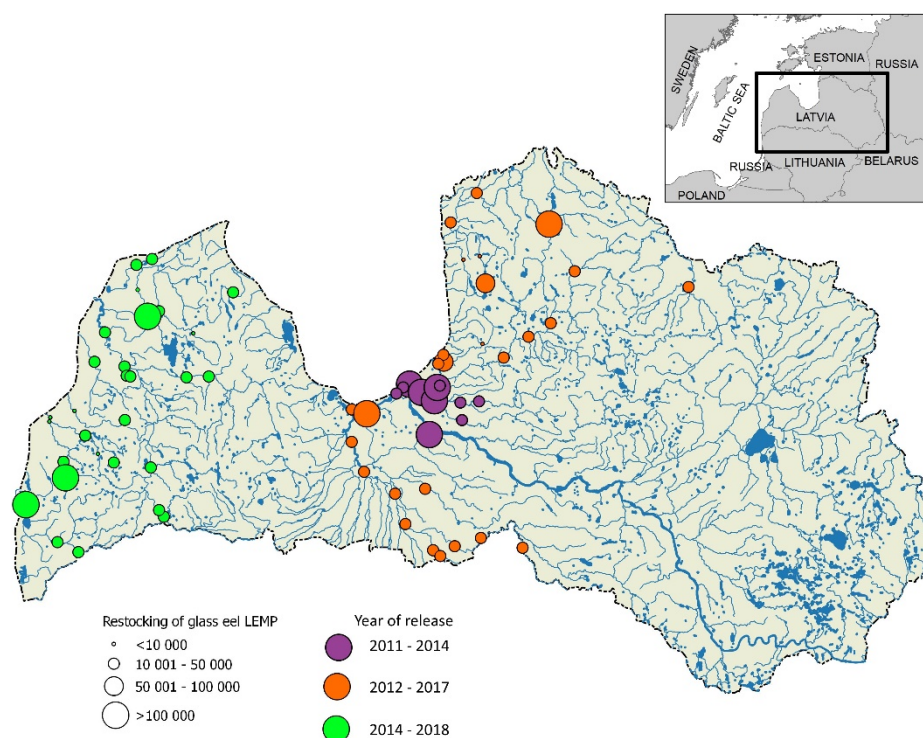 SWEDEN
ESTONIA
RUSSIA
BALTIC SEA
LATVIA
RUSSIA
LITHUANIA
BELARUS
POLAND
Restocking of glass eel LEMP
<10 000
10 001 - 50 000
50 001 - 100 000
>100 000
Year of release
2011 - 2014
2012 - 2017
2014 - 2018